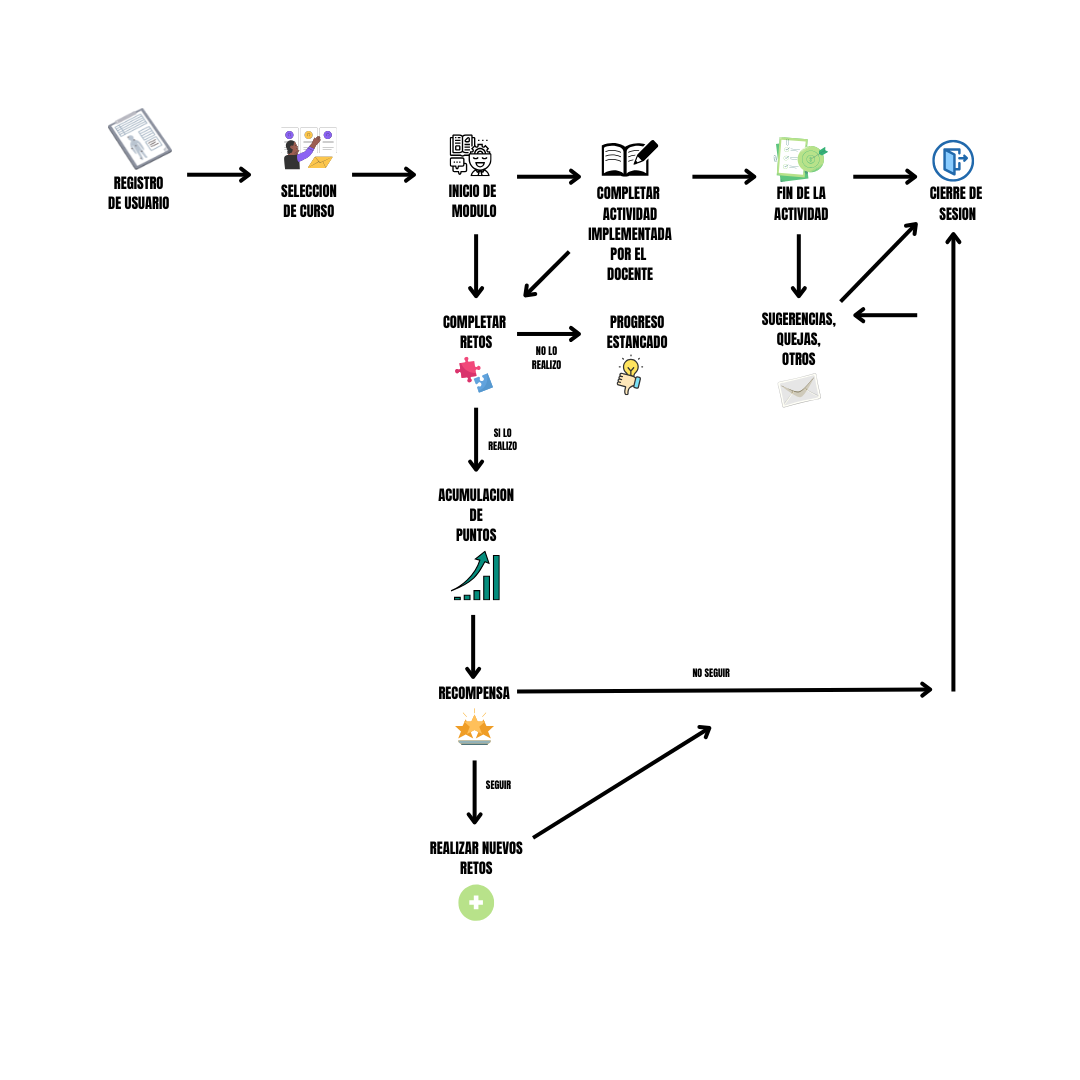 REGISTRO
DE USUARIO
SELECCION
DE CURSO
INICIO DE
MODULO
COMPLETAR
ACTIVIDAD
IMPLEMENTADA
POR EL
DOCENTE
FIN DE LA
ACTIVIDAD
CIERRE DE
SESION
COMPLETAR
RETOS
NO LO
REALIZO
PROGRESO
ESTANCADO
SUGERENCIAS,
QUEJAS,
OTROS
SI LO
REALIZO
ACUMULACION
DE
PUNTOS
RECOMPENSA
NO SEGUIR
SEGUIR
REALIZAR NUEVOS
RETOS